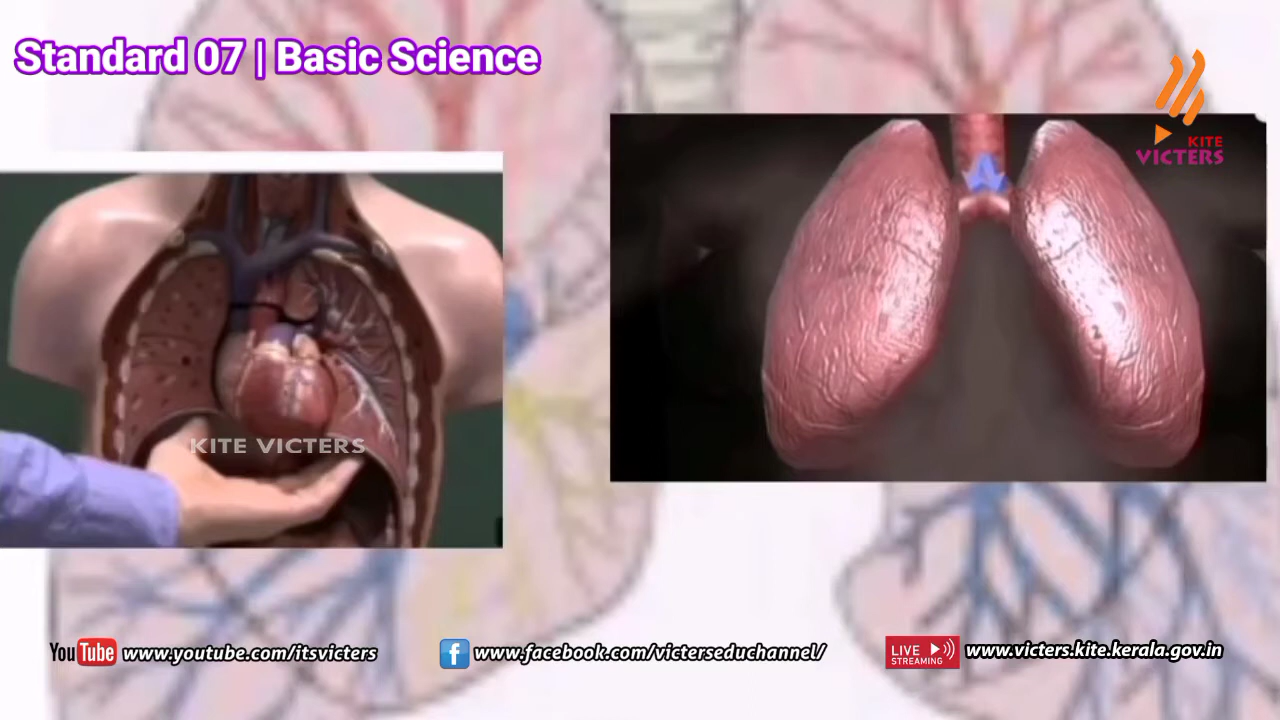 Standard 07 | Basic Science
KITE
VICTERS
KITE VICTERS
YouTube www.youtube.com/itsvicters
f www.facebook.com/victerseduchannel/
LIVE
STREAMING
www.victers.kite.kerala.gov.in